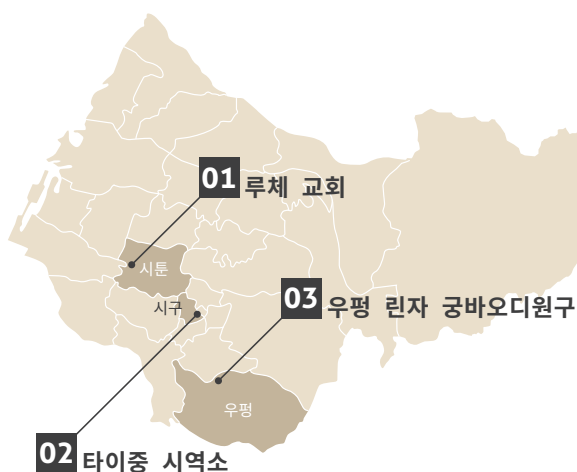 01 루체 교회
시툰
시구
03 우펑 린자 궁바오디원구
우펑
02 타이중 시역소